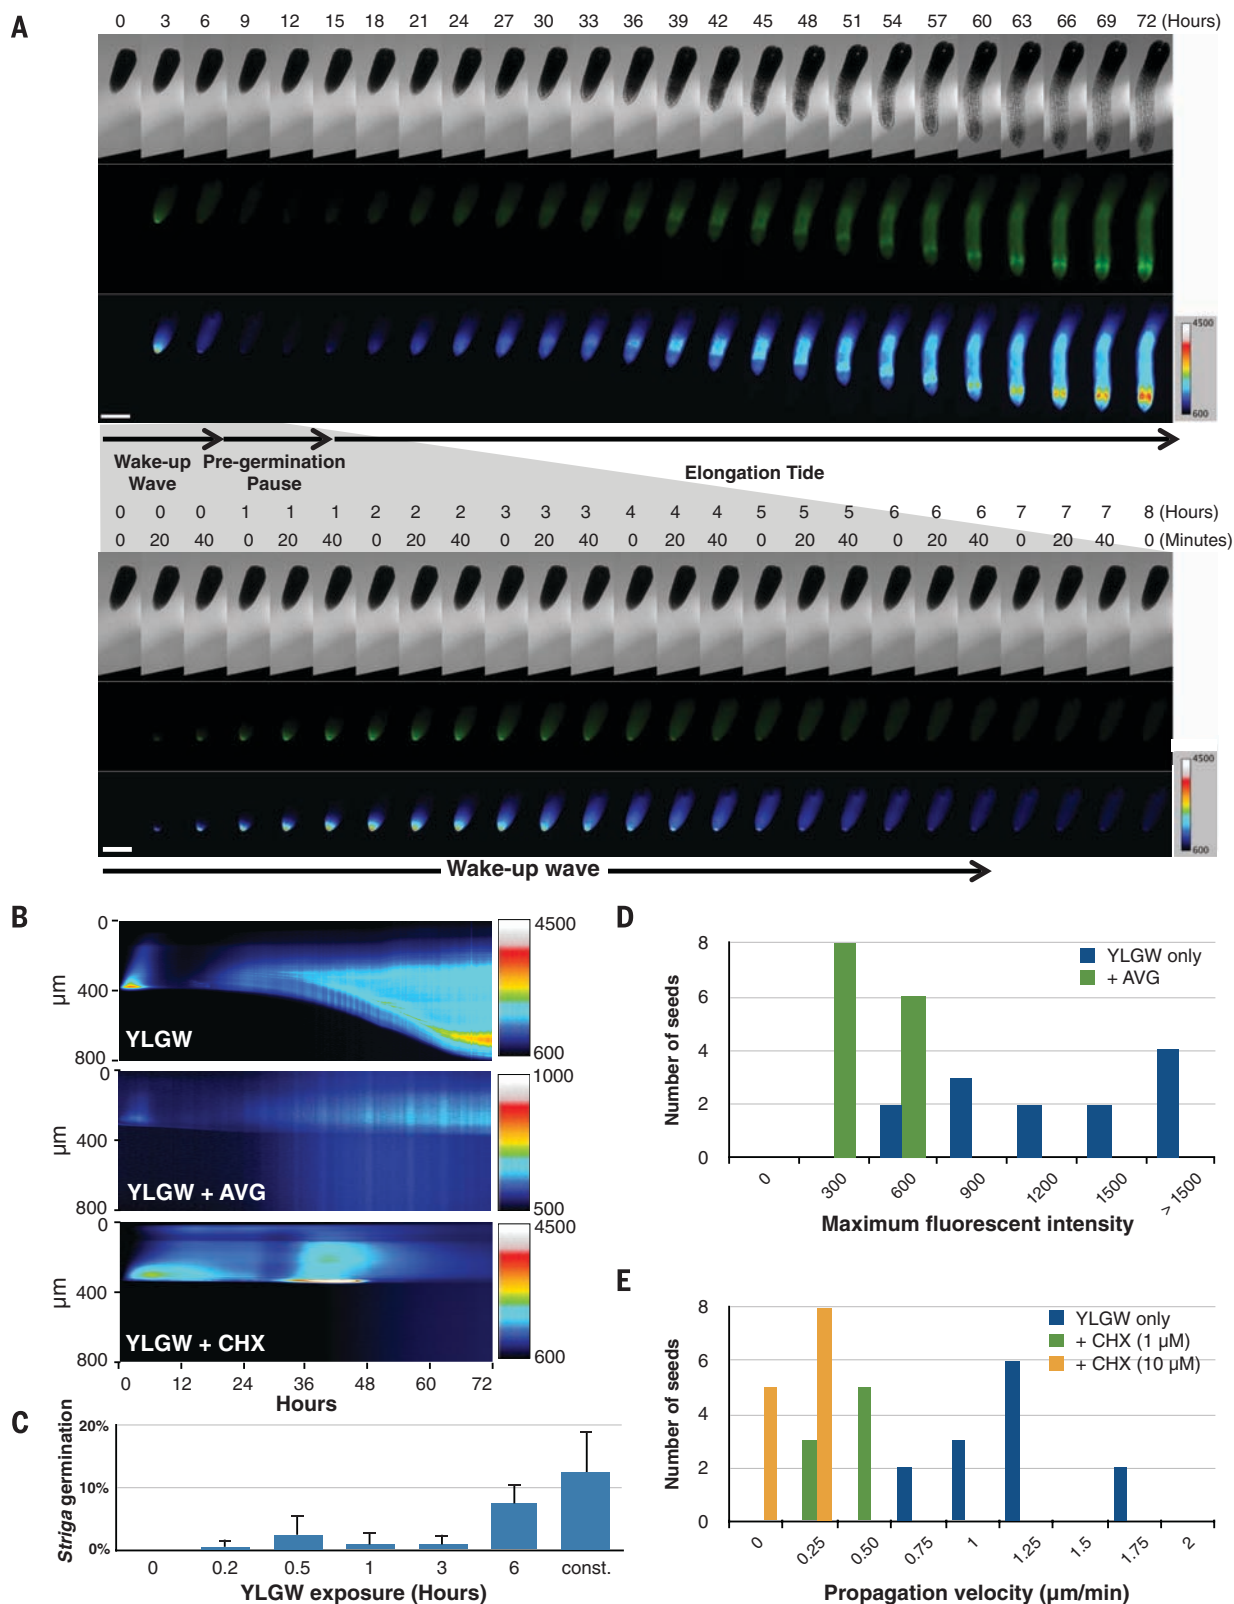 A
0 3 6 9 12 15 18 21 24 27 30 33 36 39 42 45 48 51 54 57 60 63 66 69 72 (Hours)
4500
600
Wake-up Wave
Pre-germination Pause
Elongation Tide
0 0 0 1 1 1 2 2 2 3 3 3 4 4 4 5 5 5 6 6 6 7 7 7 8 (Hours)
0 20 40 0 20 40 0 20 40 0 20 40 0 20 40 0 20 40 0 20 40 0 20 40 0 (Minutes)
4500
600
Wake-up wave
B
0
400
800
µm
YLGW
4500
600
0
400
800
µm
YLGW + AVG
1000
500
0
400
800
µm
YLGW + CHX
4500
600
0 12 24 36 48 60 72
Hours
C
20%
10%
0%
Striga germination
0 0.2 0.5 1 3 6 const.
YLGW exposure (Hours)
D
8
6
4
2
0
Number of seeds
YLGW only
+ AVG
0 300 600 900 1200 1500 > 1500
Maximum fluorescent intensity
E
8
6
4
2
0
Number of seeds
YLGW only
+ CHX (1 µM)
+ CHX (10 µM)
0 0.25 0.50 0.75 1 1.25 1.5 1.75 2
Propagation velocity (µm/min)